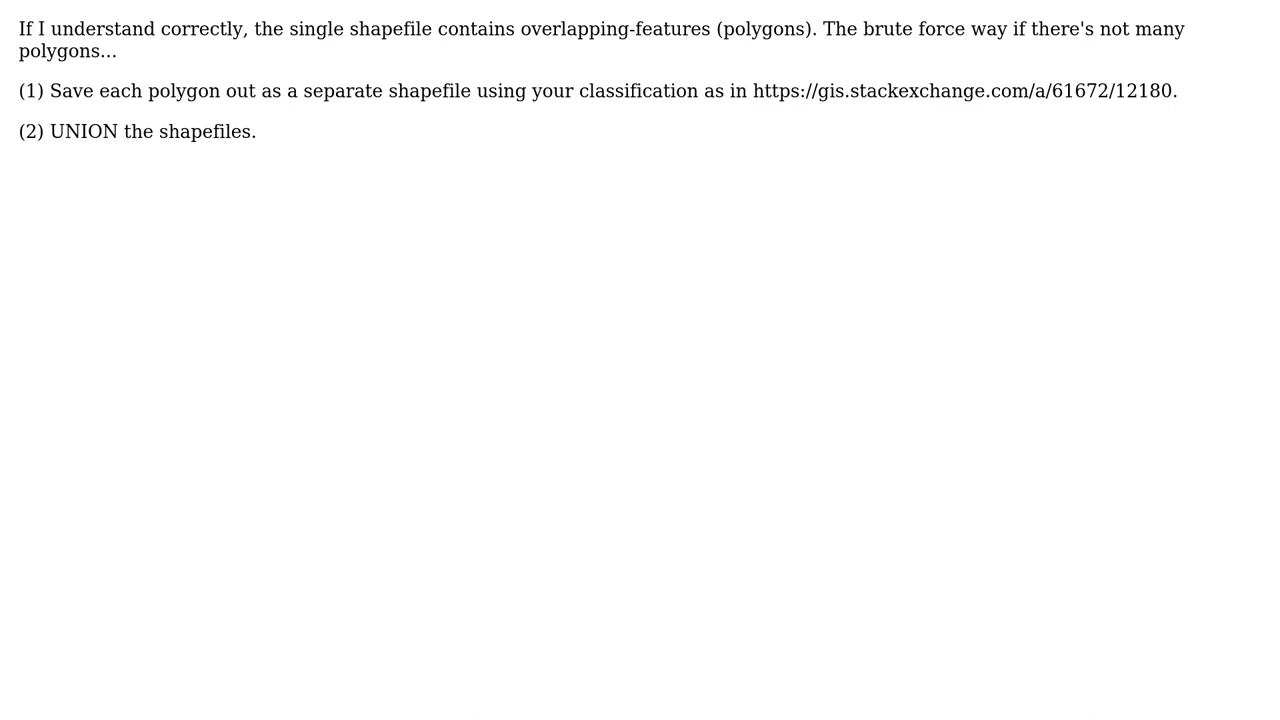 If I understand correctly, the single shapefile contains overlapping-features (polygons). The brute force way if there's not many
polygons...
(1) Save each polygon out as a separate shapefile using your classification as in https://gis.stackexchange.com/a/61672/12180.
(2) UNION the shapefiles.